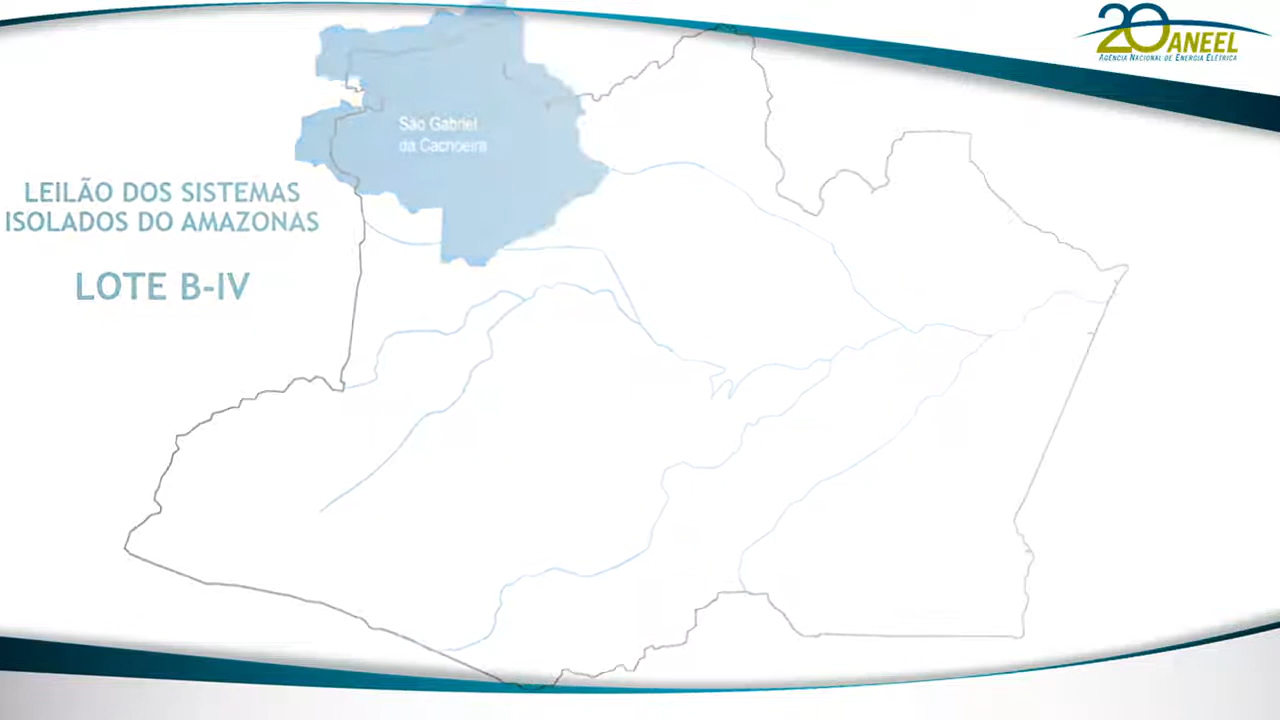 20 ANEEL
AGÊNCIA NACIONAL DE ENERGIA ELÉTRICA
São Gabriel
da Cachoeira
LEILÃO DOS SISTEMAS
ISOLADOS DO AMAZONAS
LOTE B-IV